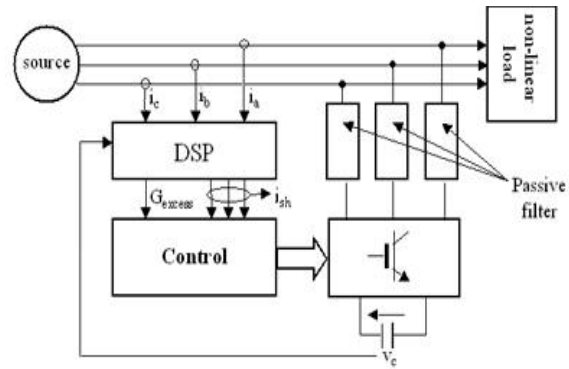 source
non-linear
load
i_c
i_b
i_a
DSP
G_excess
i_sh
Passive
filter
Control
V_c